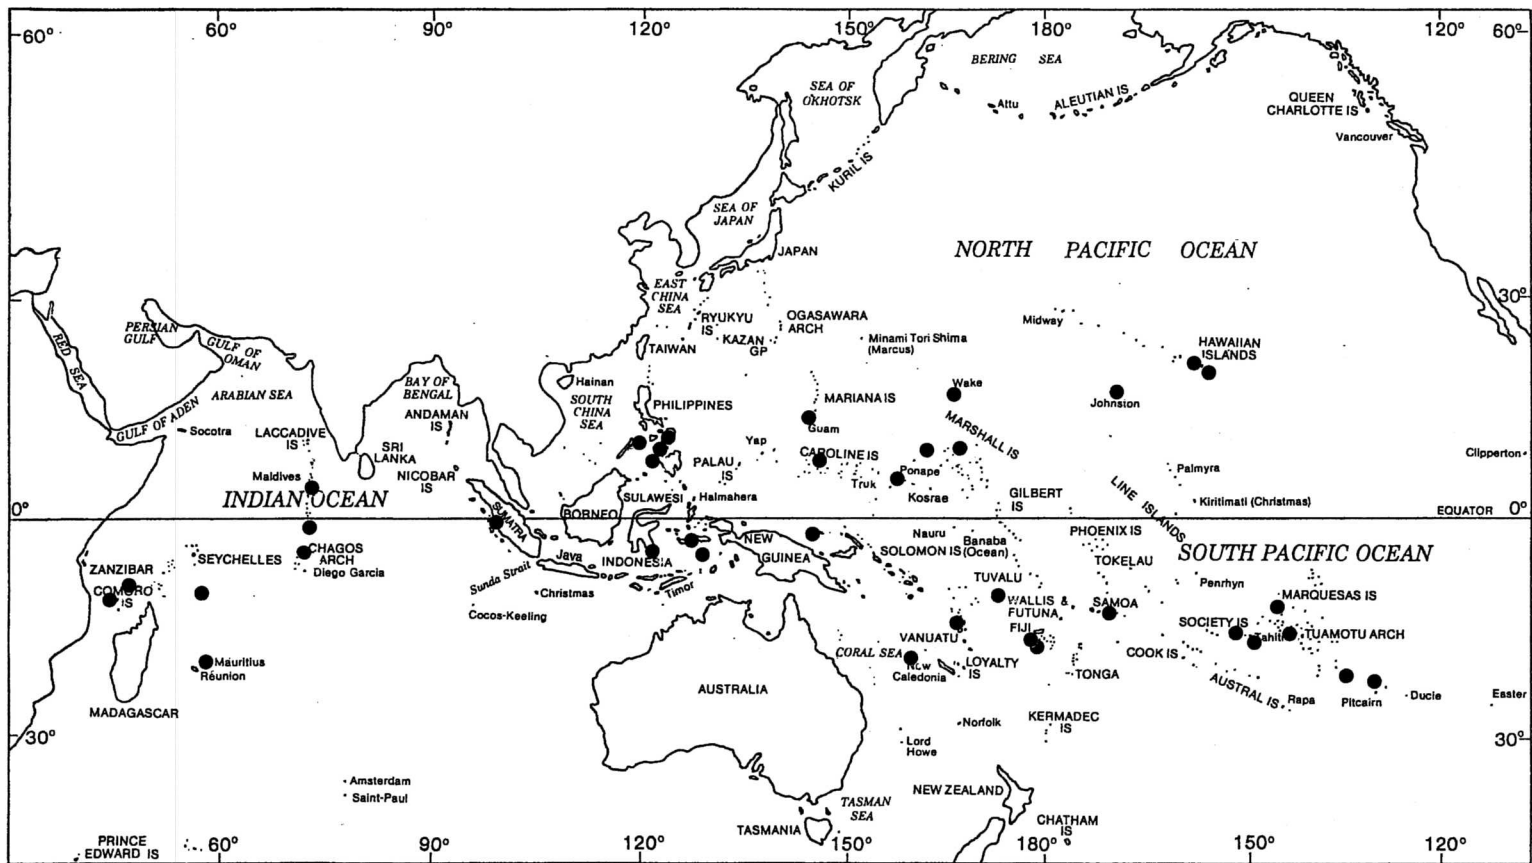 60°
60°
90°
120°
150°
180°
120°
60°
BERING SEA
SEA OF
OKHOTSK
Attu
ALEUTIAN IS
QUEEN
CHARLOTTE IS
Vancouver
KURIL IS
SEA OF
JAPAN
JAPAN
NORTH PACIFIC OCEAN
EAST
CHINA
SEA
30°
RYUKYU
IS
OGASAWARA
ARCH
KAZAN
GP
Minami Tori Shima
(Marcus)
Midway
HAWAIIAN
ISLANDS
TAIWAN
PERSIAN
GULF
GULF OF
OMAN
RED
SEA
ARABIAN SEA
BAY OF
BENGAL
Hainan
SOUTH
CHINA
SEA
PHILIPPINES
MARIANA IS
Wake
Johnston
GULF OF ADEN
Socotra
LACCADIVE
IS
SRI
LANKA
ANDAMAN
IS
NICOBAR
IS
Guam
MARSHALL IS
Yap
CAROLINE IS
PALAU
IS
Truk
Ponape
Kosrae
Palmyra
Clipperton
Maldives
INDIAN OCEAN
SUMATRA
BORNEO
SULAWESI
Halmahera
GILBERT
IS
LINE ISLANDS
Kiritimati (Christmas)
0°
EQUATOR
0°
SEYCHELLES
CHAGOS
ARCH
Diego Garcia
Java
INDONESIA
NEW
GUINEA
Nauru
Banaba
(Ocean)
SOLOMON IS
PHOENIX IS
TOKELAU
SOUTH PACIFIC OCEAN
ZANZIBAR
COMORO
IS
Sunda Strait
Christmas
Cocos-Keeling
Timor
TUVALU
WALLIS &
FUTUNA
FIJI
SAMOA
Penrhyn
MARQUESAS IS
SOCIETY IS
Tahiti
TUAMOTU ARCH
VANUATU
CORAL SEA
New
Caledonia
LOYALTY
IS
TONGA
COOK IS
AUSTRAL IS
Rapa
Pitcairn
Ducie
Easter
Mauritius
Réunion
MADAGASCAR
AUSTRALIA
Norfolk
KERMADEC
IS
Lord
Howe
30°
30°
Amsterdam
Saint-Paul
NEW ZEALAND
TASMAN
SEA
TASMANIA
CHATHAM
IS
PRINCE
EDWARD IS
60°
90°
120°
150°
180°
150°
120°